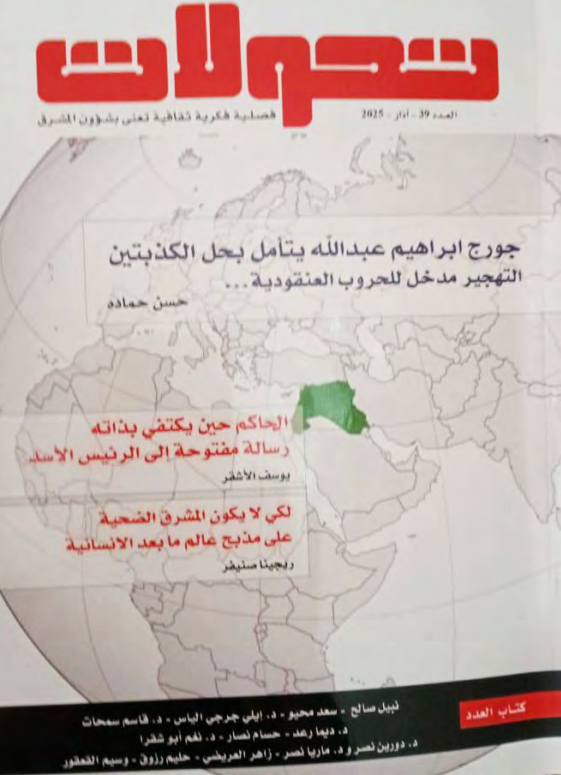 تحولات
العدد 39 - آذار - 2025
فصلية فكرية ثقافية تعنى بشؤون المشرق
جورج ابراهيم عبدالله يتأمل بحل الكذبتين
التهجير مدخل للحروب العنقودية...
حسن حماده
الحاكم حين يكتفي بذاته
رسالة مفتوحة إلى الرئيس الأسد
يوسف الأشقر
لكي لا يكون المشرق الضحية
على مذبح عالم ما بعد الانسانية
ريجينا صنيفر
كتاب العدد
نبيل صالح - سعد محيو - د. إيلي جرجي الياس - د. قاسم سمحات
د. ديما رعد - حسام نصار - د. نغم أبو شقرا
د. دورين نصر و د. ماريا نصر - زاهر العريضي - حليم رزوق - وسيم القعقور